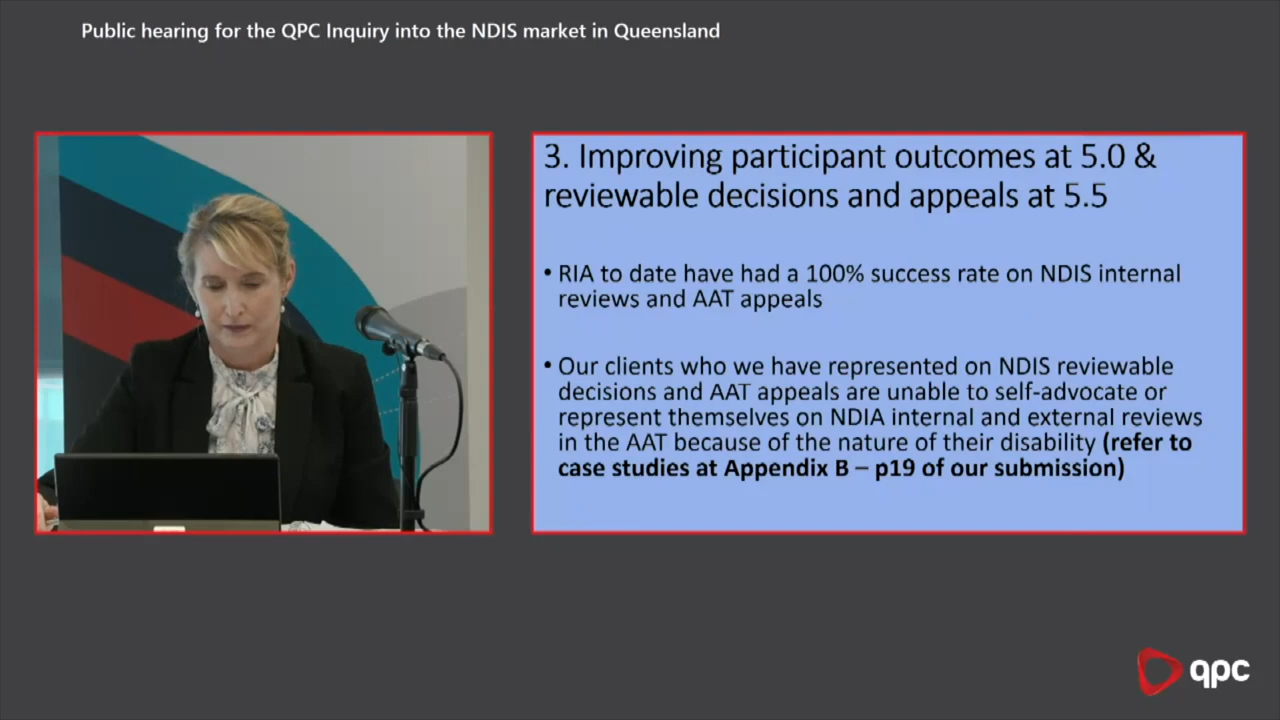 Public hearing for the QPC Inquiry into the NDIS market in Queensland
3. Improving participant outcomes at 5.0 &
reviewable decisions and appeals at 5.5
• RIA to date have had a 100% success rate on NDIS internal
reviews and AAT appeals
• Our clients who we have represented on NDIS reviewable
decisions and AAT appeals are unable to self-advocate or
represent themselves on NDIA internal and external reviews
in the AAT because of the nature of their disability (refer to
case studies at Appendix B – p19 of our submission)
qpc